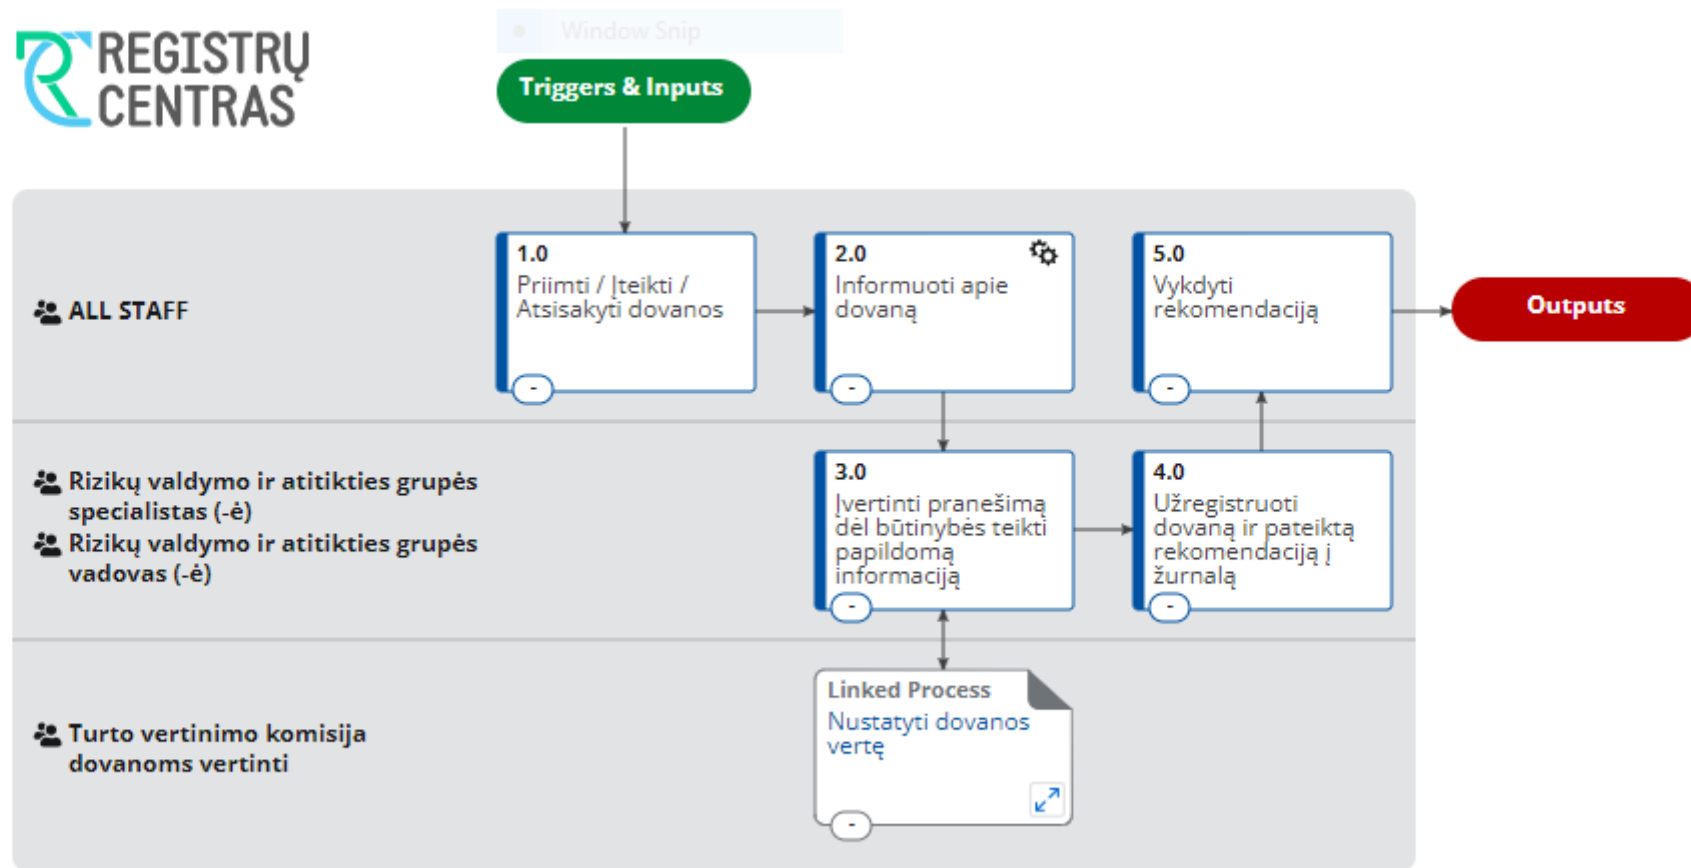 REGISTRŲ
CENTRAS
Window Snip
Triggers & Inputs
ALL STAFF
1.0
Priimti / Įteikti /
Atsisakyti dovanos
-
2.0
Informuoti apie
dovaną
-
5.0
Vykdyti
rekomendaciją
-
Outputs
Rizikų valdymo ir atitikties grupės
specialistas (-ė)
Rizikų valdymo ir atitikties grupės
vadovas (-ė)
3.0
Įvertinti pranešimą
dėl būtinybės teikti
papildomą
informaciją
-
4.0
Užregistruoti
dovaną ir pateiktą
rekomendaciją į
žurnalą
-
Turto vertinimo komisija
dovanoms vertinti
Linked Process
Nustatyti dovanos
vertę
-